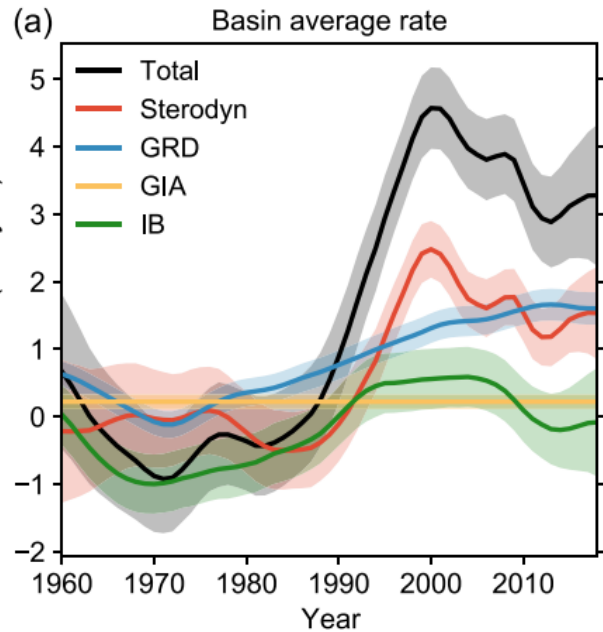 (a) Basin average rate
5
4
3
2
1
0
−1
−2
Total
Sterodyn
GRD
GIA
IB
1960 1970 1980 1990 2000 2010
Year